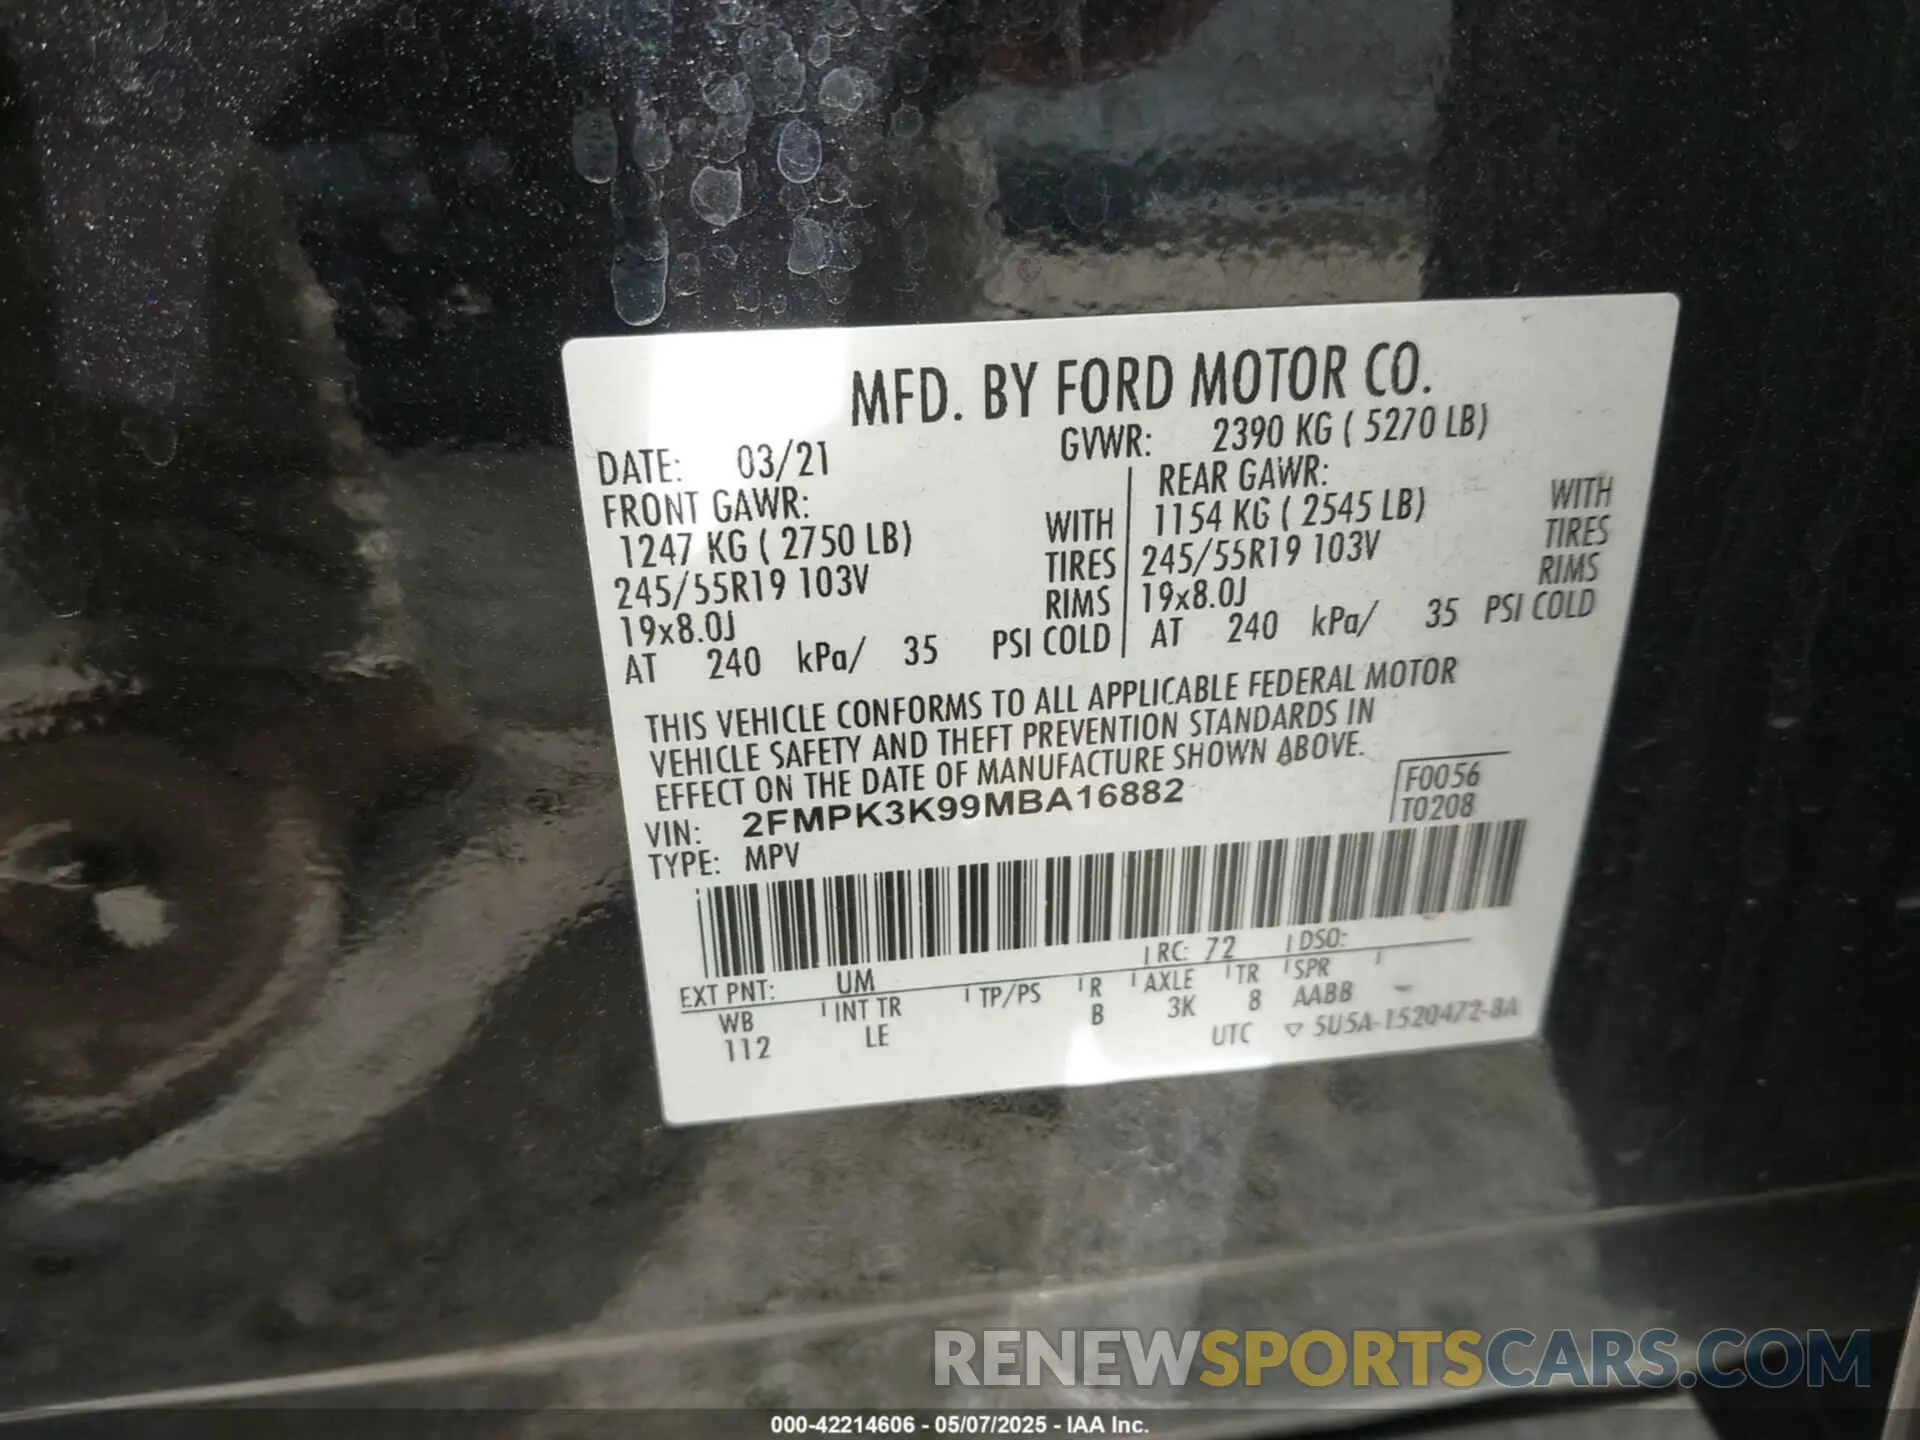 MFD. BY FORD MOTOR CO.
DATE: 03/21 GVWR: 2390 KG ( 5270 LB)
FRONT GAWR: REAR GAWR:
1247 KG ( 2750 LB) WITH 1154 KG ( 2545 LB) WITH
245/55R19 103V TIRES 245/55R19 103V TIRES
19x8.0J RIMS 19x8.0J RIMS
AT 240 kPa/ 35 PSI COLD AT 240 kPa/ 35 PSI COLD
THIS VEHICLE CONFORMS TO ALL APPLICABLE FEDERAL MOTOR
VEHICLE SAFETY AND THEFT PREVENTION STANDARDS IN
EFFECT ON THE DATE OF MANUFACTURE SHOWN ABOVE.
VIN: 2FMPK3K99MBA16882 F0056
TYPE: MPV T0208
EXT PNT: UM RC: 72 DSO:
WB INT TR TP/PS R AXLE TR SPR
112 LE B 3K 8 AABB
UTC ▽ 5U5A-1520472-BA
RENEWSPORTSCARS.COM
000-42214606 - 05/07/2025 - IAA Inc.